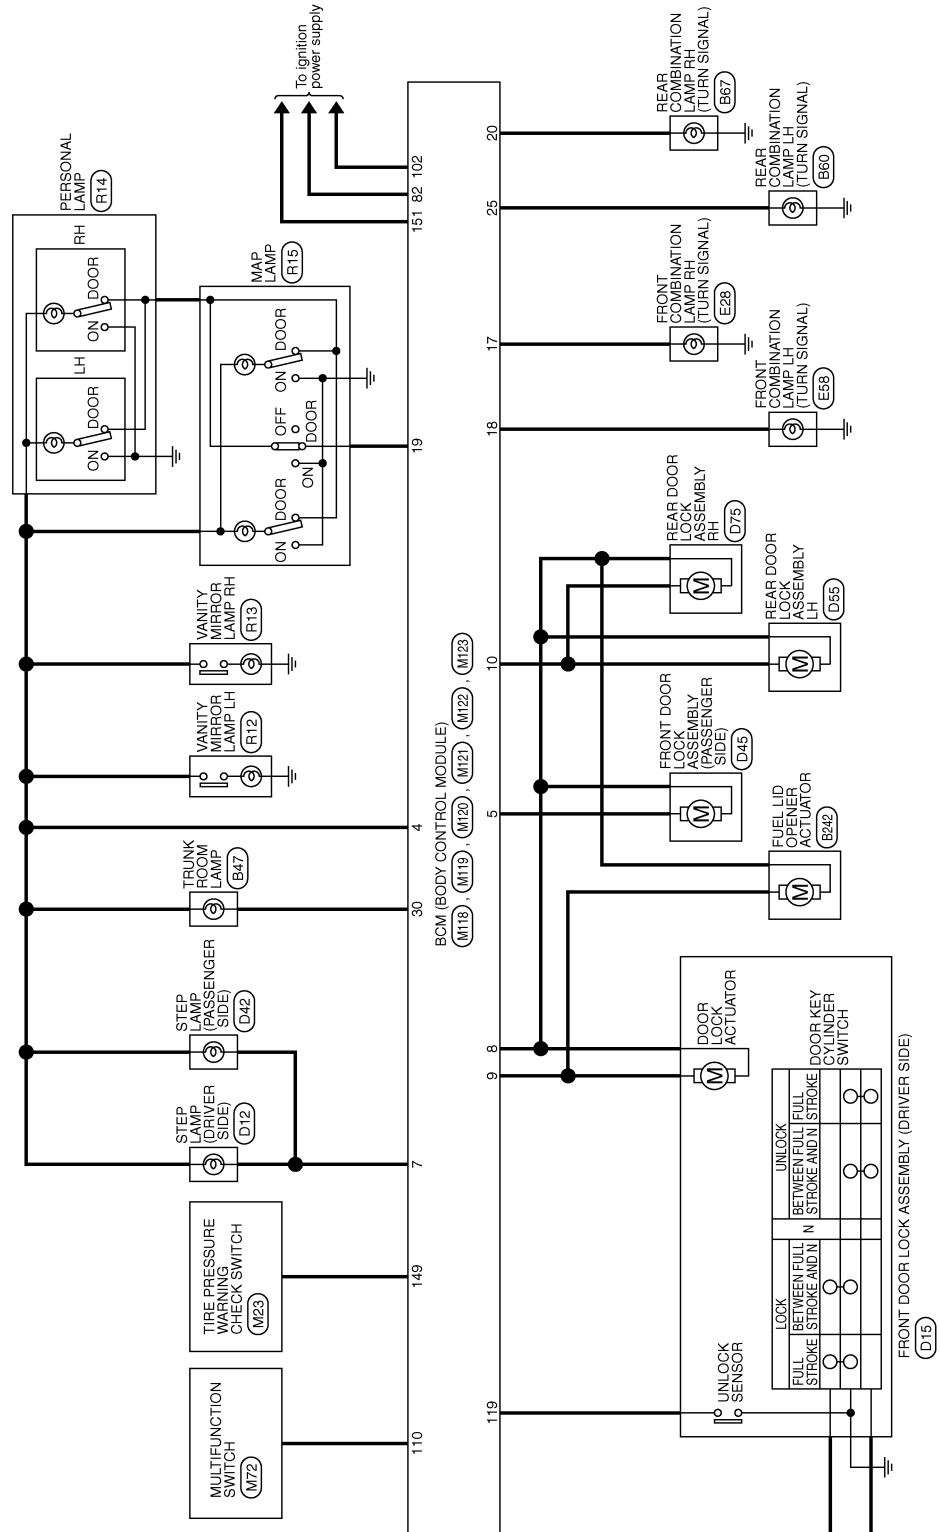 To ignition
power supply
PERSONAL
LAMP
R14
RH
ON
DOOR
LH
ON
DOOR
MAP
LAMP
R15
ON
DOOR
ON
OFF
DOOR
ON
DOOR
VANITY
MIRROR
LAMP RH
R13
VANITY
MIRROR
LAMP LH
R12
TRUNK
ROOM
LAMP
B47
STEP
LAMP
(PASSENGER
SIDE)
D42
STEP
LAMP
(DRIVER
SIDE)
D12
TIRE PRESSURE
WARNING
CHECK SWITCH
M23
MULTIFUNCTION
SWITCH
M72
102
82
151
19
4
30
7
149
110
BCM (BODY CONTROL MODULE)
M118 , M119 , M120 , M121 , M122 , M123
20
25
17
18
10
5
8
9
119
REAR
COMBINATION
LAMP RH
(TURN SIGNAL)
B67
REAR
COMBINATION
LAMP LH
(TURN SIGNAL)
B60
FRONT
COMBINATION
LAMP RH
(TURN SIGNAL)
E28
FRONT
COMBINATION
LAMP LH
(TURN SIGNAL)
E58
REAR DOOR
LOCK
ASSEMBLY
RH
D75
M
REAR DOOR
LOCK
ASSEMBLY
LH
D55
M
FRONT DOOR
LOCK
ASSEMBLY
(PASSENGER
SIDE)
D45
M
FUEL LID
OPENER
ACTUATOR
B242
M
DOOR
LOCK
ACTUATOR
M
DOOR KEY
CYLINDER
SWITCH
LOCK
N
UNLOCK
FULL
STROKE
BETWEEN FULL
STROKE AND N
BETWEEN FULL
STROKE AND N
FULL
STROKE
UNLOCK
SENSOR
FRONT DOOR LOCK ASSEMBLY (DRIVER SIDE)
D15